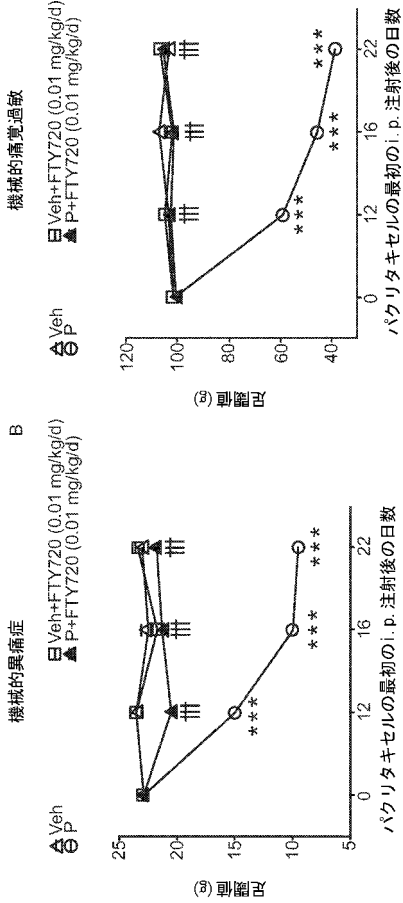 機械的異痛症
Veh
P
Veh+FTY720 (0.01 mg/kg/d)
P+FTY720 (0.01 mg/kg/d)
足閾値 (g)
25
20
15
10
5
†††
†††
†††
***
***
***
0
12
16
22
パクリタキセルの最初のi.p.注射後の日数
B
機械的痛覚過敏
Veh
P
Veh+FTY720 (0.01 mg/kg/d)
P+FTY720 (0.01 mg/kg/d)
足閾値 (g)
120
100
80
60
40
†††
†††
†††
***
***
***
0
12
16
22
パクリタキセルの最初のi.p.注射後の日数